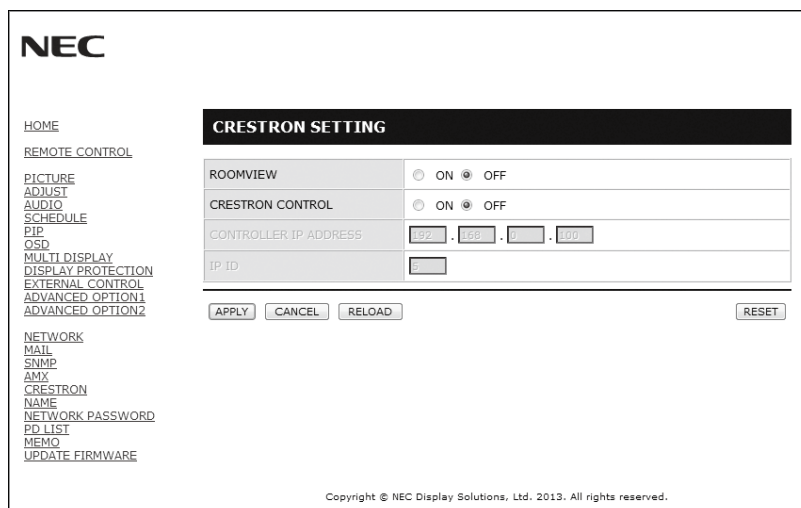 NEC
HOME
REMOTE CONTROL
PICTURE
ADJUST
AUDIO
SCHEDULE
PIP
OSD
MULTI DISPLAY
DISPLAY PROTECTION
EXTERNAL CONTROL
ADVANCED OPTION1
ADVANCED OPTION2
NETWORK
MAIL
SNMP
AMX
CRESTRON
NAME
NETWORK PASSWORD
PD LIST
MEMO
UPDATE FIRMWARE
CRESTRON SETTING
ROOMVIEW ON OFF
CRESTRON CONTROL ON OFF
CONTROLLER IP ADDRESS 192 . 168 . 0 . 100
IP ID 5
APPLY CANCEL RELOAD RESET
Copyright © NEC Display Solutions, Ltd. 2013. All rights reserved.